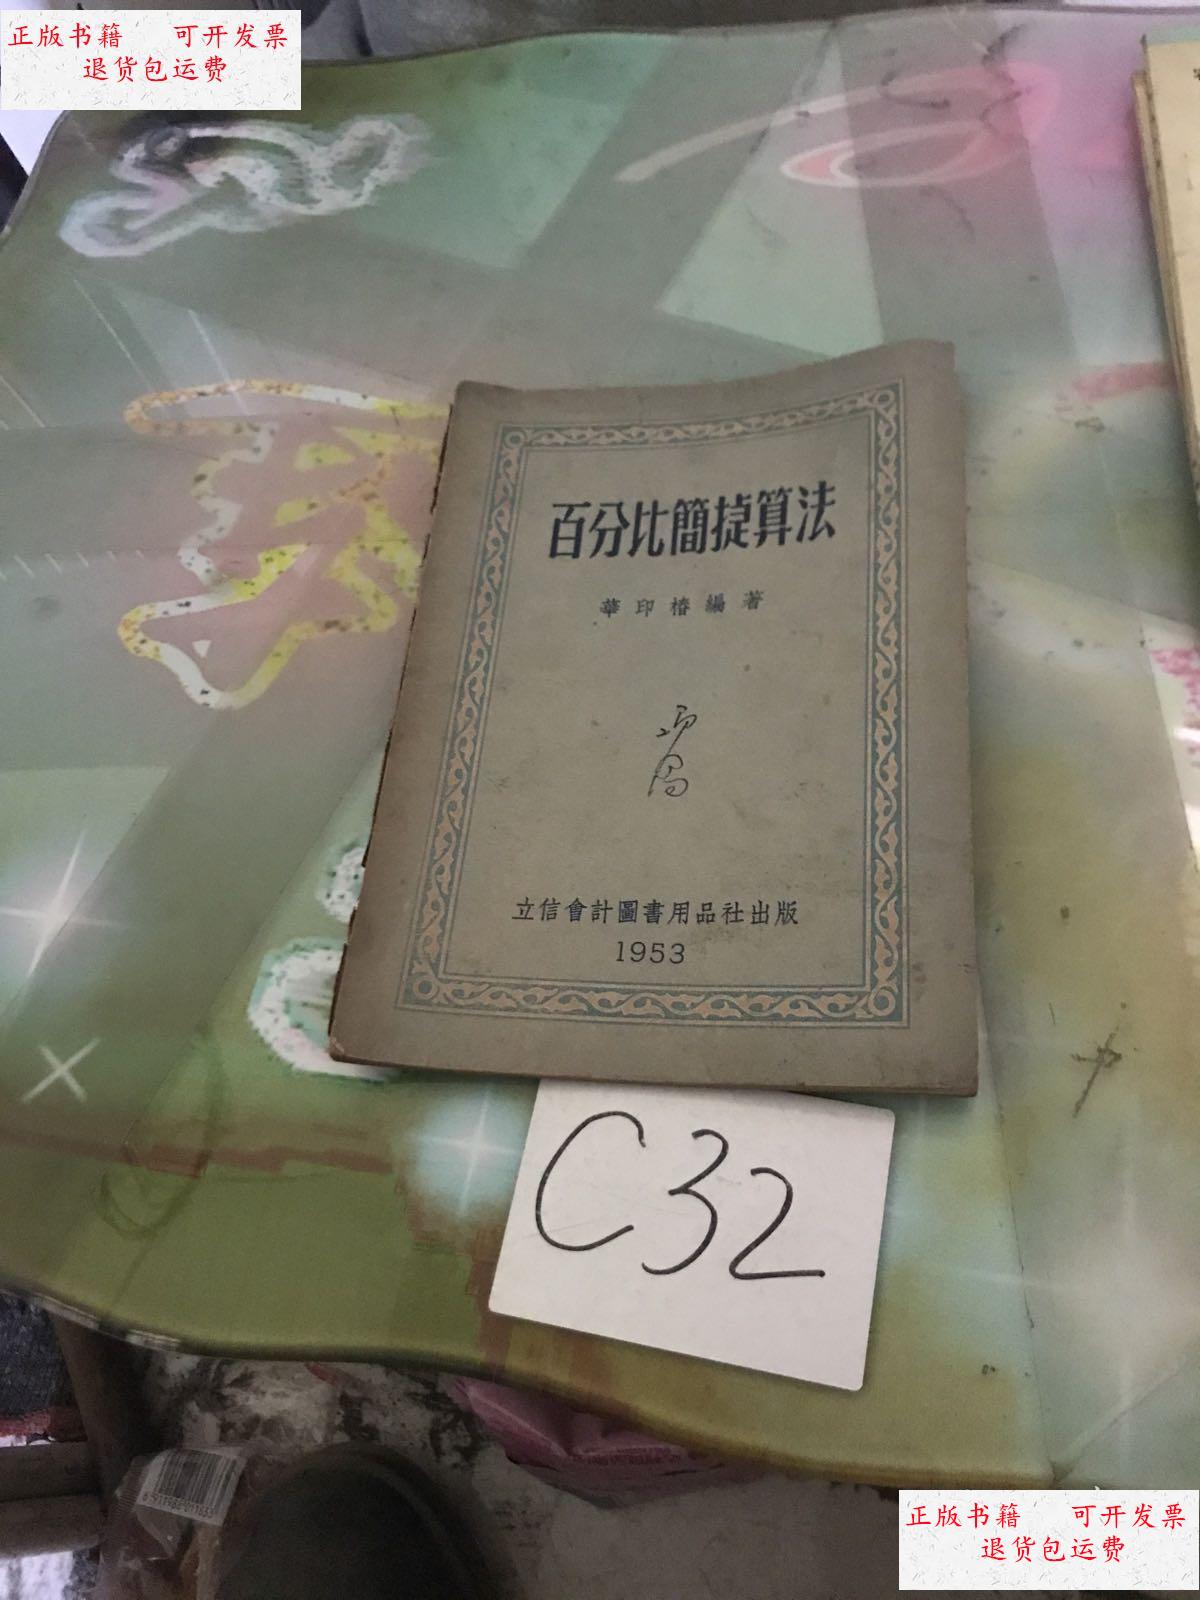 正版书籍 可开发票
退货包运费
百分比簡捷算法
華印椿編著
立信會計圖書用品社出版
1953
C32
正版书籍 可开发票
退货包运费